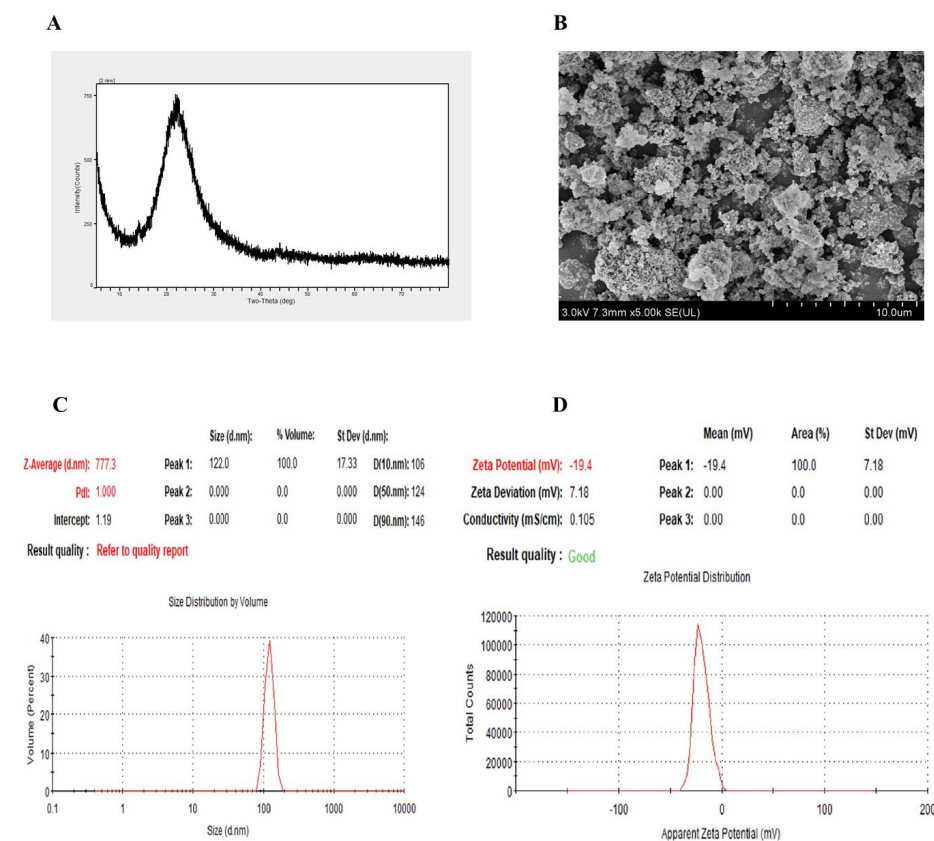 A
B
[2.raw]
750
500
250
0
Intensity(Counts)
10 20 30 40 50 60 70
Two-Theta (deg)
3.0kV 7.3mm x5.00k SE(UL) 10.0um
C
Size (d.nm): % Volume: St Dev (d.nm):
Z-Average (d.nm): 777.3 Peak 1: 122.0 100.0 17.33 D(10.nm): 106
PdI: 1.000 Peak 2: 0.000 0.0 0.000 D(50.nm): 124
Intercept: 1.19 Peak 3: 0.000 0.0 0.000 D(90.nm): 146
Result quality : Refer to quality report
Size Distribution by Volume
40
30
20
10
0
Volume (Percent)
0.1 1 10 100 1000 10000
Size (d.nm)
D
Mean (mV) Area (%) St Dev (mV)
Zeta Potential (mV): -19.4 Peak 1: -19.4 100.0 7.18
Zeta Deviation (mV): 7.18 Peak 2: 0.00 0.0 0.00
Conductivity (mS/cm): 0.105 Peak 3: 0.00 0.0 0.00
Result quality : Good
Zeta Potential Distribution
120000
100000
80000
60000
40000
20000
0
Total Counts
-100 0 100 200
Apparent Zeta Potential (mV)